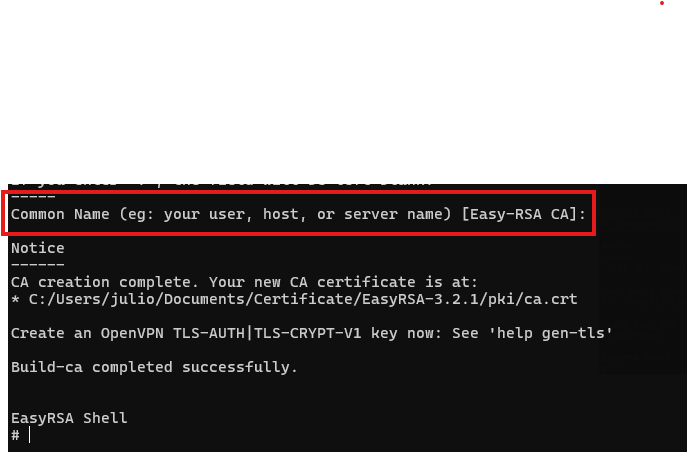 -----
Common Name (eg: your user, host, or server name) [Easy-RSA CA]:
Notice
------
CA creation complete. Your new CA certificate is at:
* C:/Users/julio/Documents/Certificate/EasyRSA-3.2.1/pki/ca.crt
Create an OpenVPN TLS-AUTH|TLS-CRYPT-V1 key now: See 'help gen-tls'
Build-ca completed successfully.
EasyRSA Shell
#